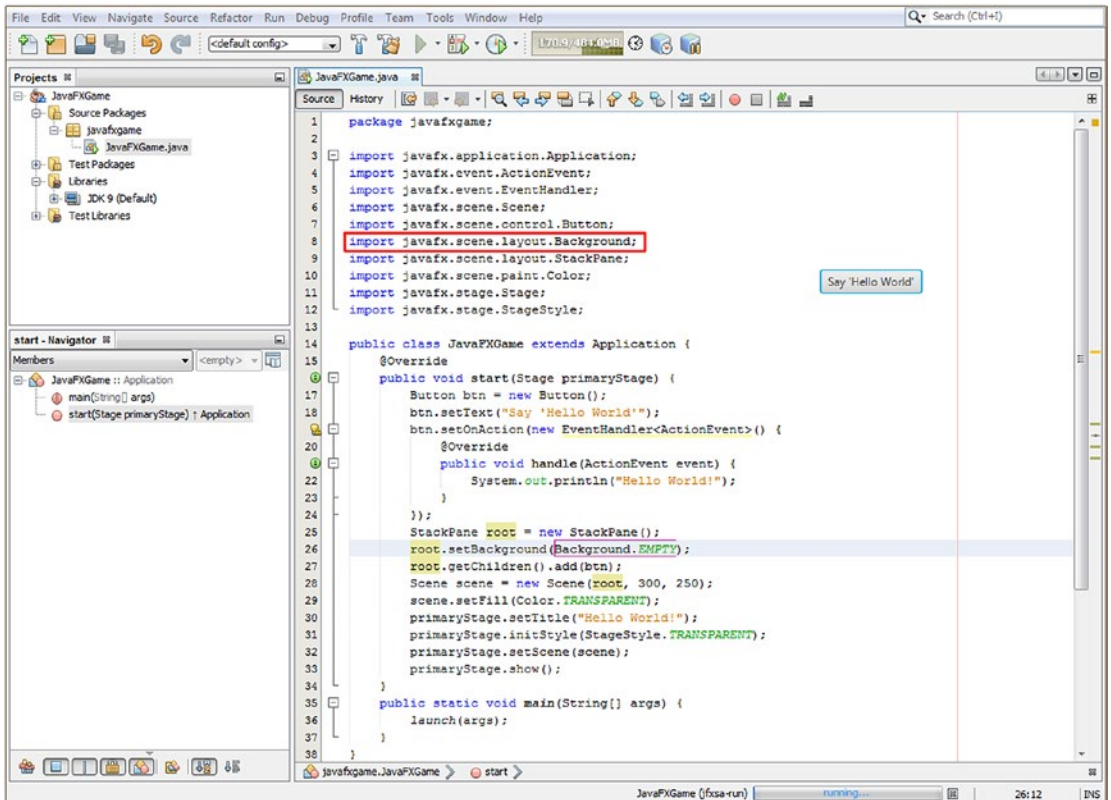 File Edit View Navigate Source Refactor Run Debug Profile Team Tools Window Help
Search (Ctrl+I)
<default config>
170.9/481.0MB
Projects
JavaFXGame
Source Packages
javafxgame
JavaFXGame.java
Test Packages
Libraries
JDK 9 (Default)
Test Libraries
start - Navigator
Members
<empty>
JavaFXGame :: Application
main(String[] args)
start(Stage primaryStage) ↑ Application
JavaFXGame.java
Source History
1 package javafxgame;
2
3 import javafx.application.Application;
4 import javafx.event.ActionEvent;
5 import javafx.event.EventHandler;
6 import javafx.scene.Scene;
7 import javafx.scene.control.Button;
8 import javafx.scene.layout.Background;
9 import javafx.scene.layout.StackPane;
10 import javafx.scene.paint.Color;
11 import javafx.stage.Stage;
12 import javafx.stage.StageStyle;
13
14 public class JavaFXGame extends Application {
15 @Override
public void start(Stage primaryStage) {
17 Button btn = new Button();
18 btn.setText("Say 'Hello World'");
btn.setOnAction(new EventHandler<ActionEvent>() {
20 @Override
public void handle(ActionEvent event) {
22 System.out.println("Hello World!");
23 }
24 });
25 StackPane root = new StackPane();
26 root.setBackground(Background.EMPTY);
27 root.getChildren().add(btn);
28 Scene scene = new Scene(root, 300, 250);
29 scene.setFill(Color.TRANSPARENT);
30 primaryStage.setTitle("Hello World!");
31 primaryStage.initStyle(StageStyle.TRANSPARENT);
32 primaryStage.setScene(scene);
33 primaryStage.show();
34 }
35 public static void main(String[] args) {
36 launch(args);
37 }
38 }
Say 'Hello World'
javafxgame.JavaFXGame start
JavaFXGame (jfxsa-run) running... 26:12 INS